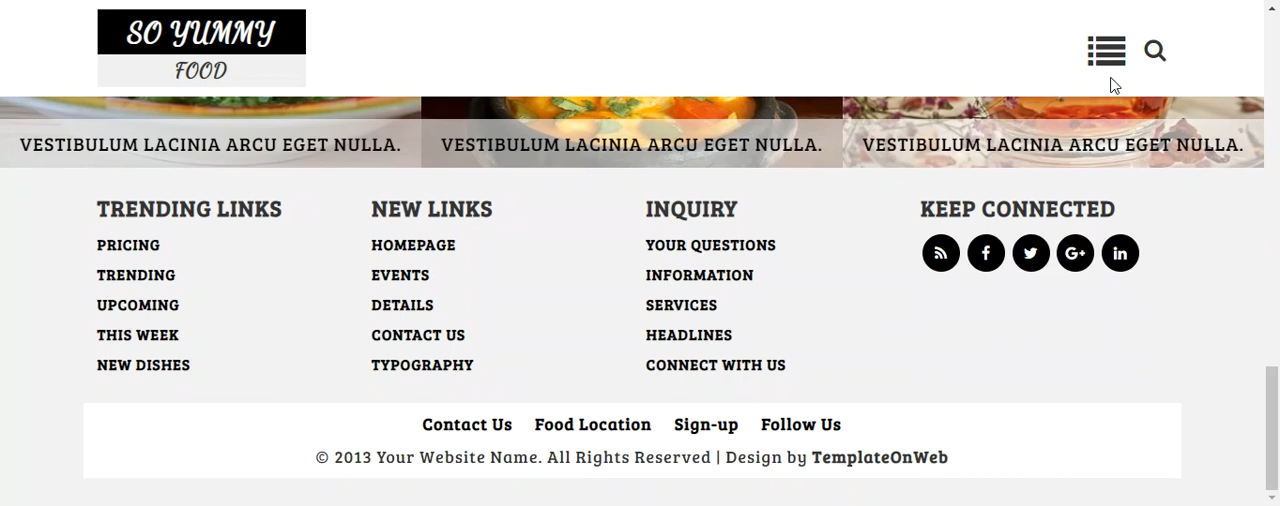 SO YUMMY
FOOD
VESTIBULUM LACINIA ARCU EGET NULLA.
VESTIBULUM LACINIA ARCU EGET NULLA.
VESTIBULUM LACINIA ARCU EGET NULLA.
TRENDING LINKS
PRICING
TRENDING
UPCOMING
THIS WEEK
NEW DISHES
NEW LINKS
HOMEPAGE
EVENTS
DETAILS
CONTACT US
TYPOGRAPHY
INQUIRY
YOUR QUESTIONS
INFORMATION
SERVICES
HEADLINES
CONNECT WITH US
KEEP CONNECTED
Contact Us Food Location Sign-up Follow Us
© 2013 Your Website Name. All Rights Reserved | Design by TemplateOnWeb